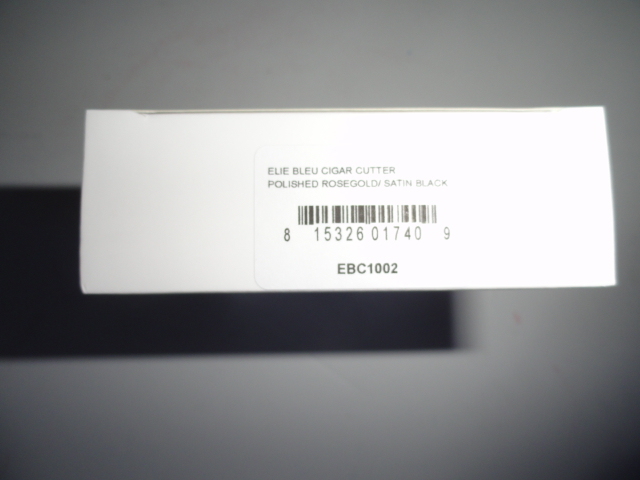 ELIE BLEU CIGAR CUTTER
POLISHED ROSEGOLD/ SATIN BLACK
8 15326 01740 9
EBC1002